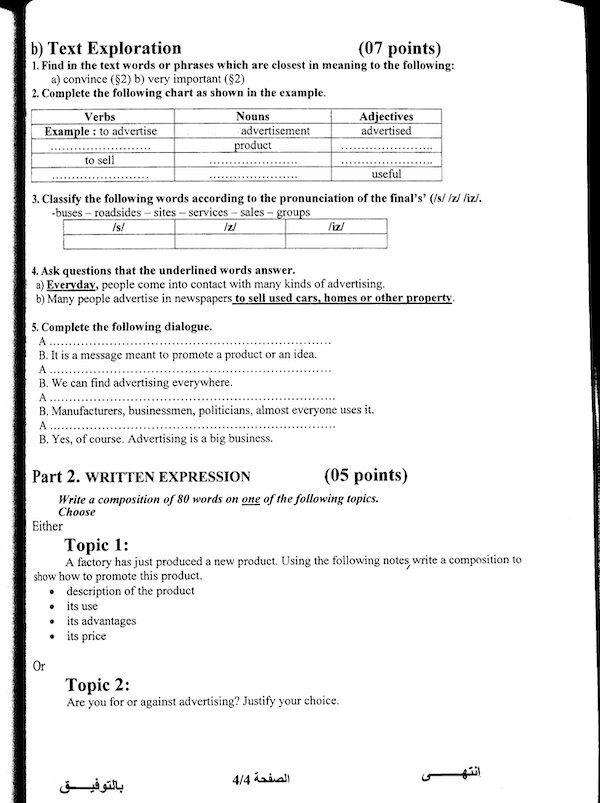 b) Text Exploration (07 points)
1. Find in the text words or phrases which are closest in meaning to the following:
a) convince (§2) b) very important (§2)
2. Complete the following chart as shown in the example.
Verbs Nouns Adjectives
Example : to advertise advertisement advertised
........................ product ......................
to sell ..................... ......................
....................... ..................... useful
3. Classify the following words according to the pronunciation of the final's' (/s/ /z/ /iz/.
-buses – roadsides – sites – services – sales – groups
/s/ /z/ /iz/
4. Ask questions that the underlined words answer.
a) Everyday, people come into contact with many kinds of advertising.
b) Many people advertise in newspapers to sell used cars, homes or other property.
5. Complete the following dialogue.
A ....................................................................
B. It is a message meant to promote a product or an idea.
A ....................................................................
B. We can find advertising everywhere.
A ....................................................................
B. Manufacturers, businessmen, politicians, almost everyone uses it.
A ....................................................................
B. Yes, of course. Advertising is a big business.
Part 2. WRITTEN EXPRESSION (05 points)
Write a composition of 80 words on one of the following topics.
Choose
Either
Topic 1:
A factory has just produced a new product. Using the following notes, write a composition to
show how to promote this product.
• description of the product
• its use
• its advantages
• its price
Or
Topic 2:
Are you for or against advertising? Justify your choice.
انتهــــى
الصفحة 4/4
بالتوفيـــق